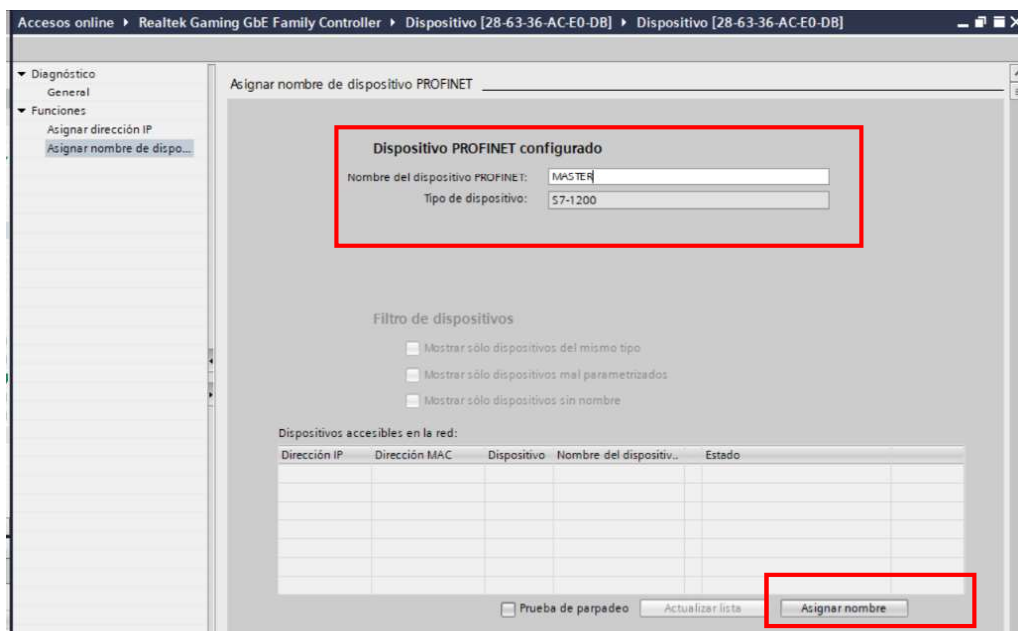 Accesos online ▸ Realtek Gaming GbE Family Controller ▸ Dispositivo [28-63-36-AC-E0-DB] ▸ Dispositivo [28-63-36-AC-E0-DB]
Diagnóstico
General
Funciones
Asignar dirección IP
Asignar nombre de dispo...
Asignar nombre de dispositivo PROFINET
Dispositivo PROFINET configurado
Nombre del dispositivo PROFINET: MASTER
Tipo de dispositivo: S7-1200
Filtro de dispositivos
Mostrar sólo dispositivos del mismo tipo
Mostrar sólo dispositivos mal parametrizados
Mostrar sólo dispositivos sin nombre
Dispositivos accesibles en la red:
Dirección IP Dirección MAC Dispositivo Nombre del dispositiv.. Estado
Prueba de parpadeo Actualizar lista Asignar nombre